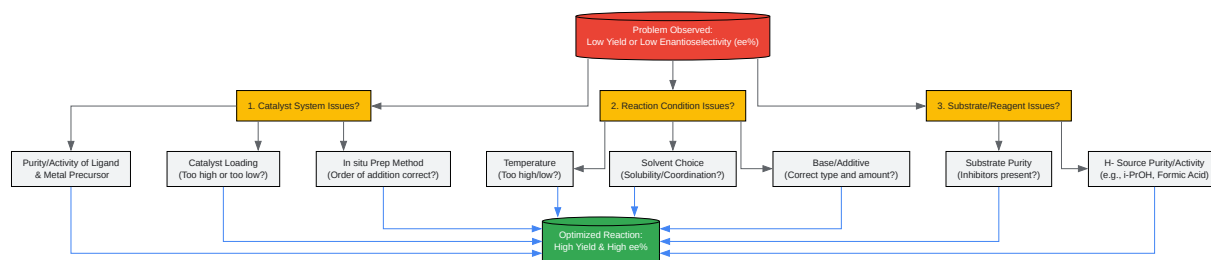 Problem Observed:
Low Yield or Low Enantioselectivity (ee%)
1. Catalyst System Issues?
2. Reaction Condition Issues?
3. Substrate/Reagent Issues?
Purity/Activity of Ligand
& Metal Precursor
Catalyst Loading
(Too high or too low?)
In situ Prep Method
(Order of addition correct?)
Temperature
(Too high/low?)
Solvent Choice
(Solubility/Coordination?)
Base/Additive
(Correct type and amount?)
Substrate Purity
(Inhibitors present?)
H- Source Purity/Activity
(e.g., i-PrOH, Formic Acid)
Optimized Reaction:
High Yield & High ee%